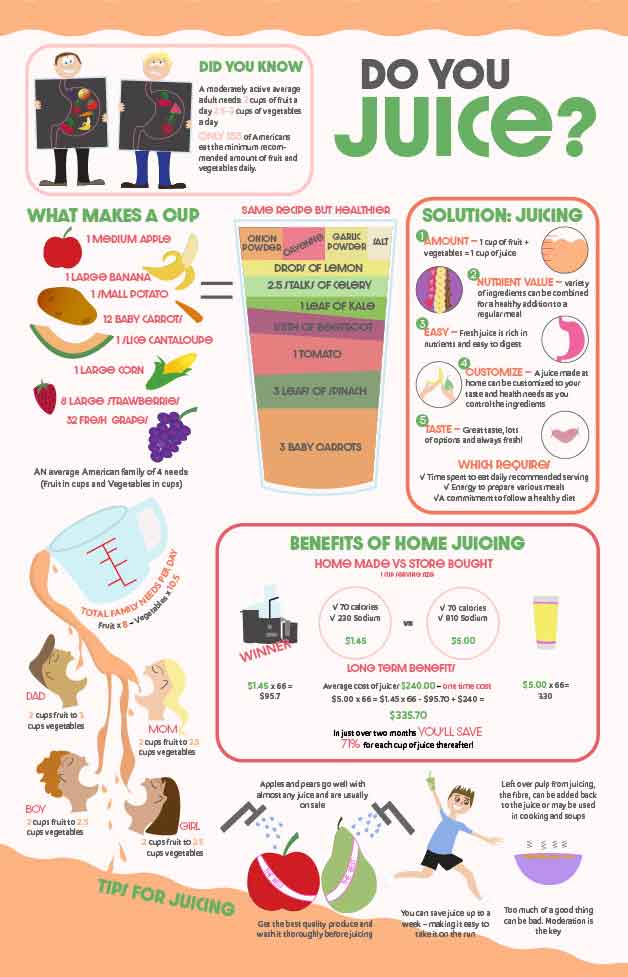 DID YOU KNOW
A moderately active average
adult needs 2 cups of fruit a
day 2.5-3 cups of vegetables
a day
of Americans
eat the minimum recom-
mended amount of fruit and
vegetables daily.
DO YOU
JUICE?
WHAT MAKES A CUP
1 MEDIUM APPLE
1 LARGE BANANA
1 SMALL POTATO
12 BABY CARROTS
1 SLICE CANTALOUPE
1 LARGE CORN
8 LARGE STRAWBERRIES
32 FRESH GRAPES
AN average American family of 4 needs
(Fruit in cups and Vegetables in cups)
SAME RECIPE BUT HEALTHIER
ONION
POWDER
CAYENNE
GARLIC
POWDER
SALT
DROPS OF LEMON
2.5 STALKS OF CELERY
1 LEAF OF KALE
1/8TH OF BEETROOT
1 TOMATO
3 LEAFS OF SPINACH
3 BABY CARROTS
SOLUTION: JUICING
1
AMOUNT – 1 cup of fruit +
vegetables = 1 cup of juice
2
NUTRIENT VALUE – variety
of ingredients can be combined
for a healthy addition to a
regular meal
3
EASY – Fresh juice is rich in
nutrients and easy to digest
4
CUSTOMIZE – A juice made at
home can be customized to your
taste and health needs as you
control the ingredients
5
TASTE – Great taste, lots
of options and always fresh!
WHICH REQUIRES
√ Time spent to eat daily recommended serving
√ Energy to prepare various meals
√ A commitment to follow a healthy diet
TOTAL FAMILY NEEDS PER DAY
Fruit x 8 – Vegetables x 10.5
DAD
2 cups fruit to 3
cups vegetables
MOM
2 cups fruit to 2.5
cups vegetables
BOY
2 cups fruit to 2.5
cups vegetables
GIRL
2 cups fruit to 2.5
cups vegetables
BENEFITS OF HOME JUICING
HOME MADE VS STORE BOUGHT
1 CUP SERVING SIZE
WINNER
√ 70 calories
√ 230 Sodium
$1.45
vs
√ 70 calories
√ 810 Sodium
$5.00
LONG TERM BENEFITS
$1.45 x 66 =
$95.7
Average cost of juicer $240.00 – one time cost
$5.00 x 66 = $1.45 x 66 - $95.70 + $240 =
$335.70
In just over two months YOU'LL SAVE
71% for each cup of juice thereafter!
$5.00 x 66=
330
TIPS FOR JUICING
Apples and pears go well with
almost any juice and are usually
on sale
Get the best quality produce and
wash it thoroughly before juicing
You can save juice up to a
week – making it easy to
take it on the run
Left over pulp from juicing,
the fibre, can be added back
to the juice or may be used
in cooking and soups
Too much of a good thing
can be bad. Moderation is
the key